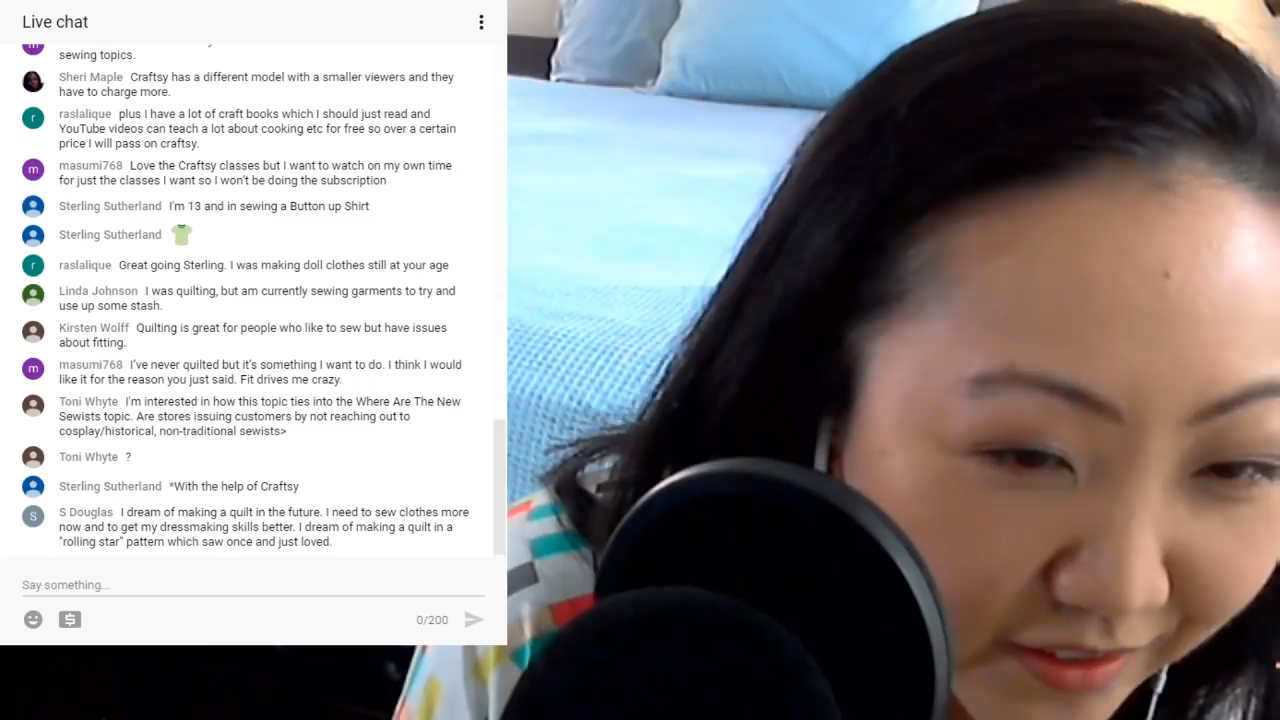 Live chat
m
sewing topics.
Sheri Maple Craftsy has a different model with a smaller viewers and they
have to charge more.
r raslalique plus I have a lot of craft books which I should just read and
YouTube videos can teach a lot about cooking etc for free so over a certain
price I will pass on craftsy.
m masumi768 Love the Craftsy classes but I want to watch on my own time
for just the classes I want so I won't be doing the subscription
Sterling Sutherland I'm 13 and in sewing a Button up Shirt
Sterling Sutherland
r raslalique Great going Sterling. I was making doll clothes still at your age
Linda Johnson I was quilting, but am currently sewing garments to try and
use up some stash.
Kirsten Wolff Quilting is great for people who like to sew but have issues
about fitting.
m masumi768 I've never quilted but it's something I want to do. I think I would
like it for the reason you just said. Fit drives me crazy.
Toni Whyte I'm interested in how this topic ties into the Where Are The New
Sewists topic. Are stores issuing customers by not reaching out to
cosplay/historical, non-traditional sewists>
Toni Whyte ?
Sterling Sutherland *With the help of Craftsy
S S Douglas I dream of making a quilt in the future. I need to sew clothes more
now and to get my dressmaking skills better. I dream of making a quilt in a
"rolling star" pattern which saw once and just loved.
Say something...
0/200